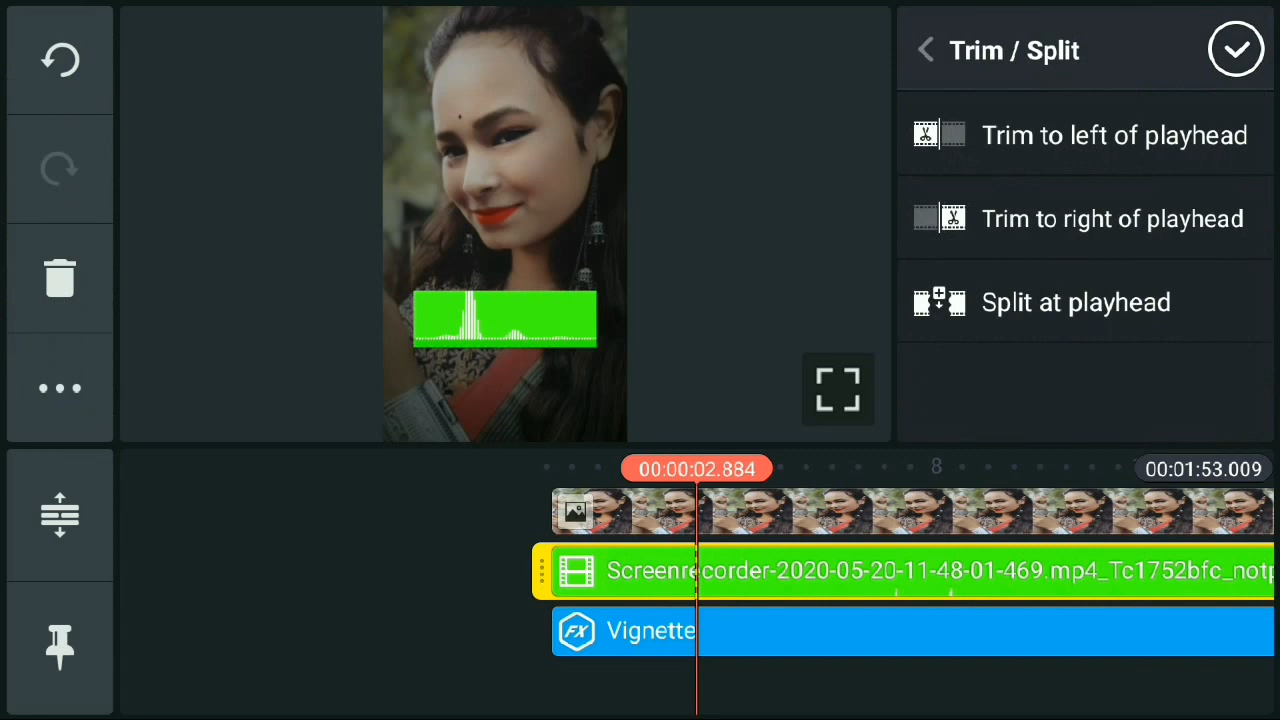 Trim / Split
Trim to left of playhead
Trim to right of playhead
Split at playhead
00:00:02.884
8
00:01:53.009
Screenrecorder-2020-05-20-11-48-01-469.mp4_Tc1752bfc_notp
FX
Vignette